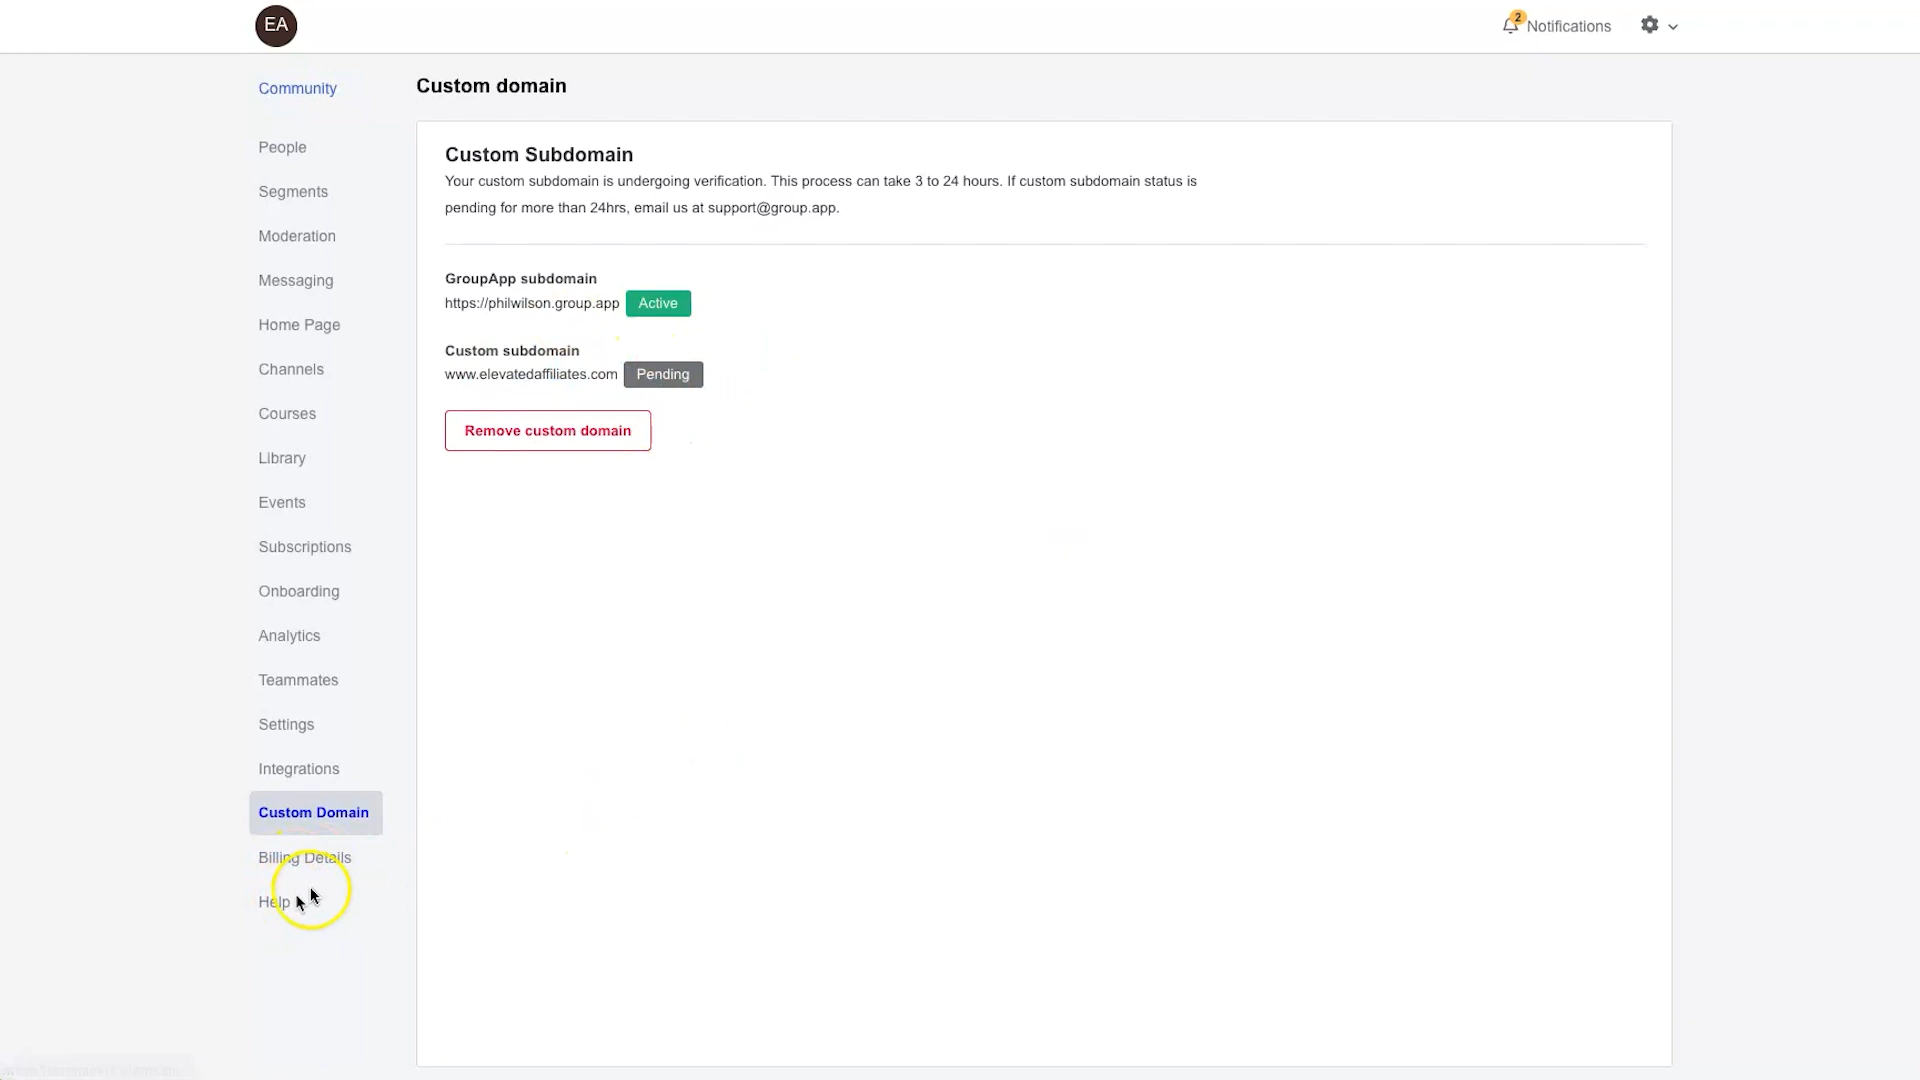 EA
2
Notifications
Community
People
Segments
Moderation
Messaging
Home Page
Channels
Courses
Library
Events
Subscriptions
Onboarding
Analytics
Teammates
Settings
Integrations
Custom Domain
Billing Details
Help
Custom domain
Custom Subdomain
Your custom subdomain is undergoing verification. This process can take 3 to 24 hours. If custom subdomain status is
pending for more than 24hrs, email us at support@group.app.
GroupApp subdomain
https://philwilson.group.app Active
Custom subdomain
www.elevatedaffiliates.com Pending
Remove custom domain